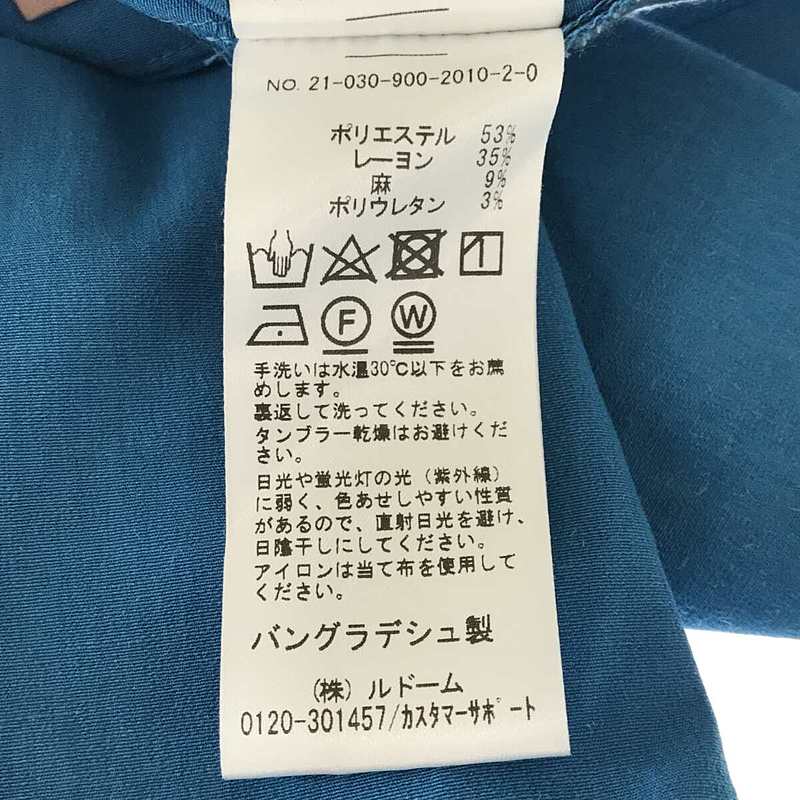 NO. 21-030-900-2010-2-0
ポリエステル 53%
レーヨン 35%
麻 9%
ポリウレタン 3%
F
W
手洗いは水温30℃以下をお薦
めします。
裏返して洗ってください。
タンブラー乾燥はお避けくだ
さい。
日光や蛍光灯の光（紫外線）
に弱く、色あせしやすい性質
があるので、直射日光を避け、
日陰干しにしてください。
アイロンは当て布を使用して
ください。
バングラデシュ製
（株）ルドーム
0120-301457/カスタマーサポート